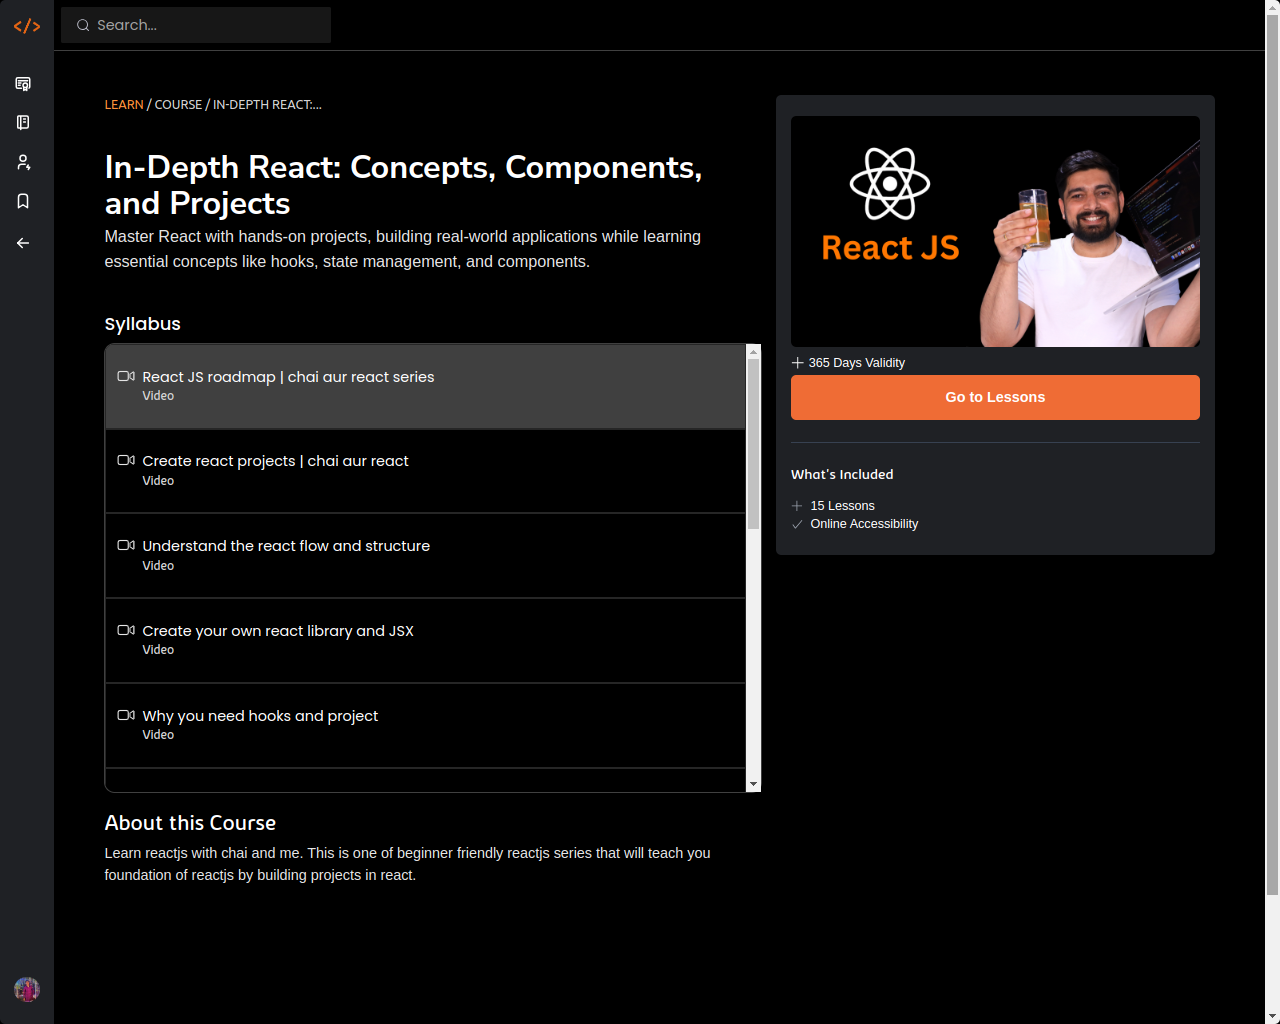 </>
Search...
LEARN / COURSE / IN-DEPTH REACT:...
In-Depth React: Concepts, Components,
and Projects
Master React with hands-on projects, building real-world applications while learning
essential concepts like hooks, state management, and components.
Syllabus
React JS roadmap | chai aur react series
Video
Create react projects | chai aur react
Video
Understand the react flow and structure
Video
Create your own react library and JSX
Video
Why you need hooks and project
Video
About this Course
Learn reactjs with chai and me. This is one of beginner friendly reactjs series that will teach you
foundation of reactjs by building projects in react.
React JS
365 Days Validity
Go to Lessons
What's Included
15 Lessons
Online Accessibility